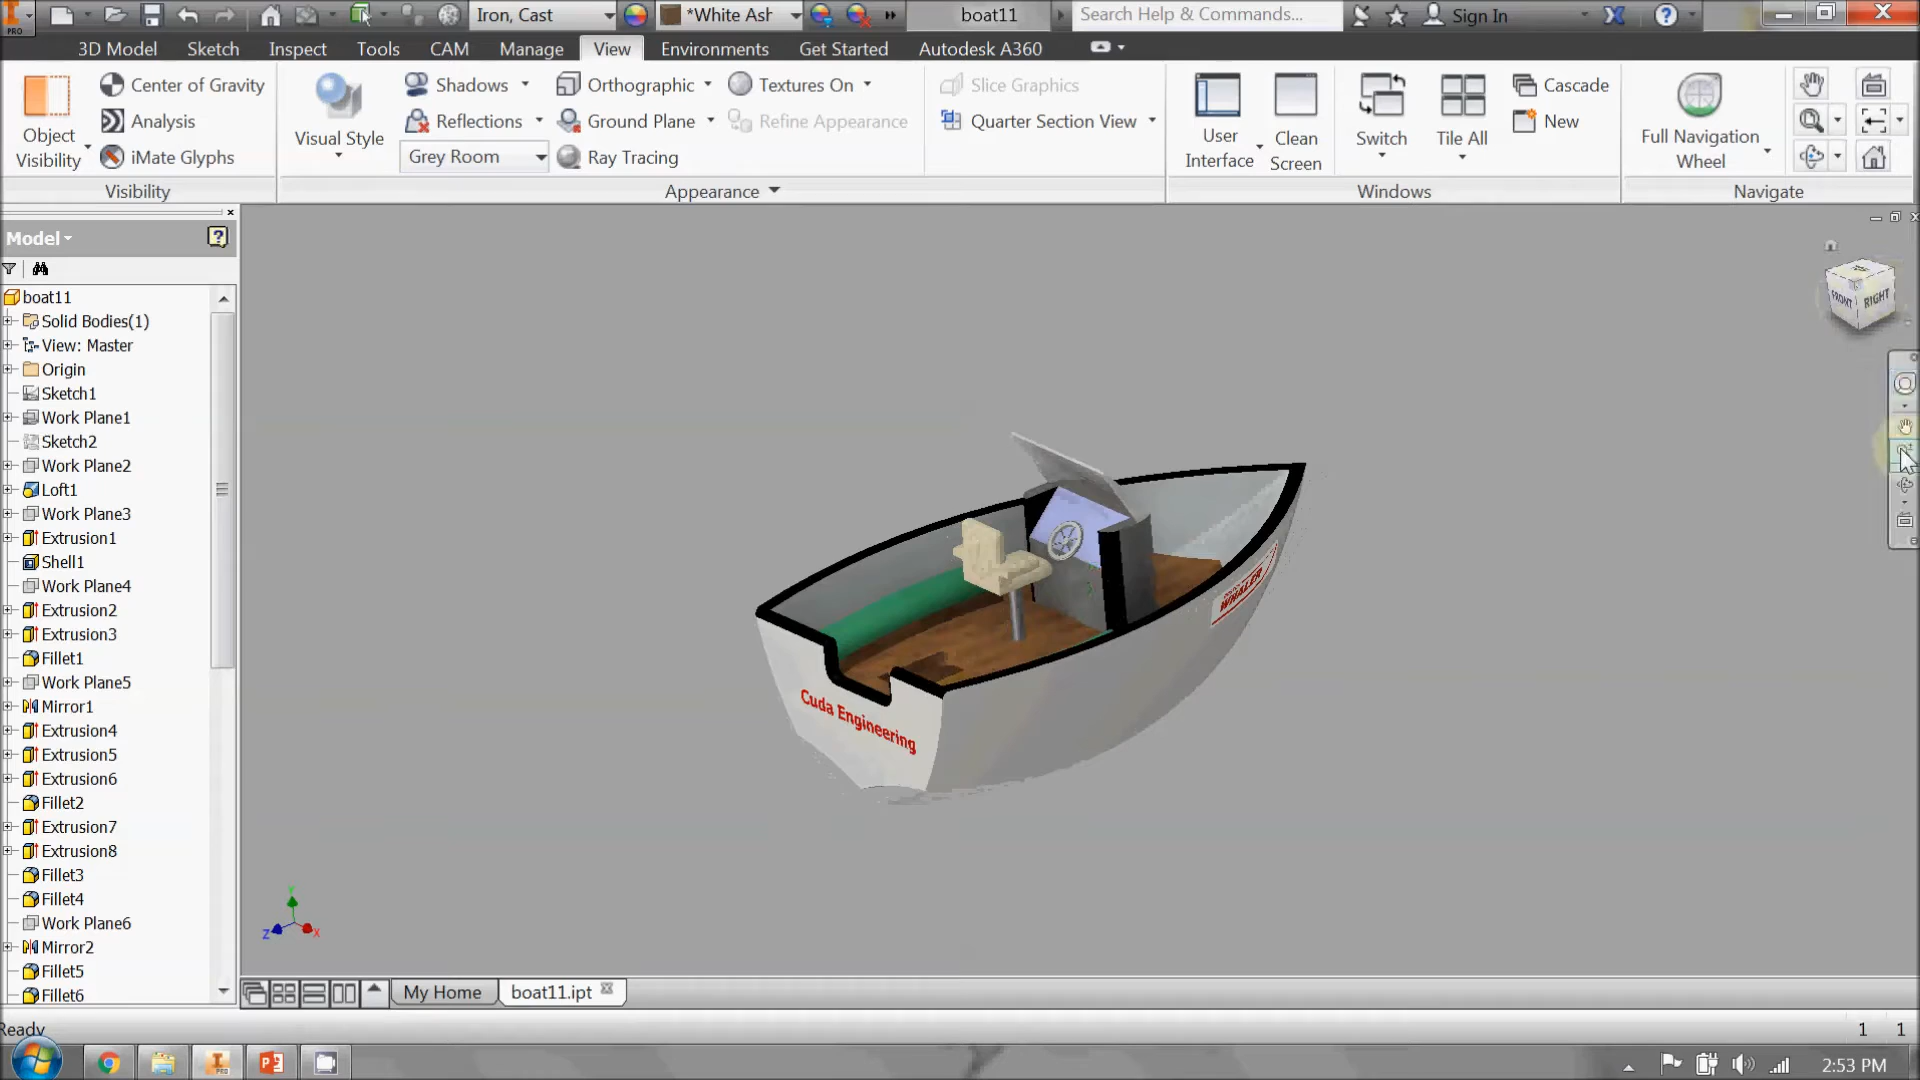 PRO
Iron, Cast
*White Ash
boat11
Search Help & Commands...
Sign In
3D Model
Sketch
Inspect
Tools
CAM
Manage
View
Environments
Get Started
Autodesk A360
Object
Visibility
Center of Gravity
Analysis
iMate Glyphs
Visibility
Visual Style
Shadows
Reflections
Grey Room
Orthographic
Ground Plane
Ray Tracing
Textures On
Refine Appearance
Appearance
Slice Graphics
Quarter Section View
User
Interface
Clean
Screen
Switch
Tile All
Cascade
New
Windows
Full Navigation
Wheel
Navigate
Model
boat11
Solid Bodies(1)
View: Master
Origin
Sketch1
Work Plane1
Sketch2
Work Plane2
Loft1
Work Plane3
Extrusion1
Shell1
Work Plane4
Extrusion2
Extrusion3
Fillet1
Work Plane5
Mirror1
Extrusion4
Extrusion5
Extrusion6
Fillet2
Extrusion7
Extrusion8
Fillet3
Fillet4
Work Plane6
Mirror2
Fillet5
Fillet6
FRONT
RIGHT
WHALER
Cuda Engineering
Y
Z
X
My Home
boat11.ipt
Ready
1
1
2:53 PM